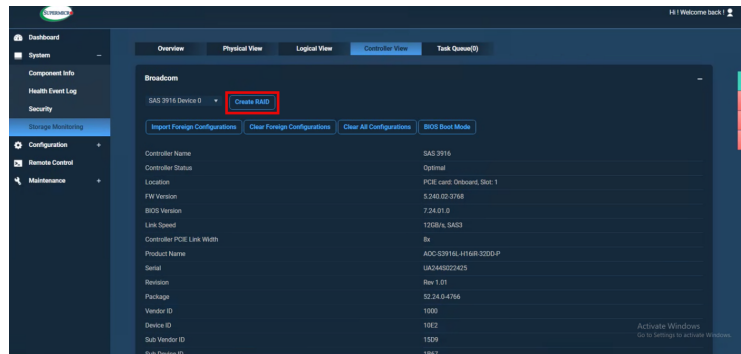 SUPERMICRO
Hi ! Welcome back !
Dashboard
System –
Component Info
Health Event Log
Security
Storage Monitoring
Configuration +
Remote Control
Maintenance +
Overview Physical View Logical View Controller View Task Queue(0)
Broadcom –
SAS 3916 Device 0 Create RAID
Import Foreign Configurations Clear Foreign Configurations Clear All Configurations BIOS Boot Mode
Controller Name SAS 3916
Controller Status Optimal
Location PCIE card: Onboard, Slot: 1
FW Version 5.240.02-3768
BIOS Version 7.24.01.0
Link Speed 12GB/s, SAS3
Controller PCIE Link Width 8x
Product Name AOC-S3916L-H16iR-32DD-P
Serial UA244S022425
Revision Rev 1.01
Package 52.24.0-4766
Vendor ID 1000
Device ID 10E2
Sub Vendor ID 15D9
Sub Device ID
Activate Windows
Go to Settings to activate Windows.